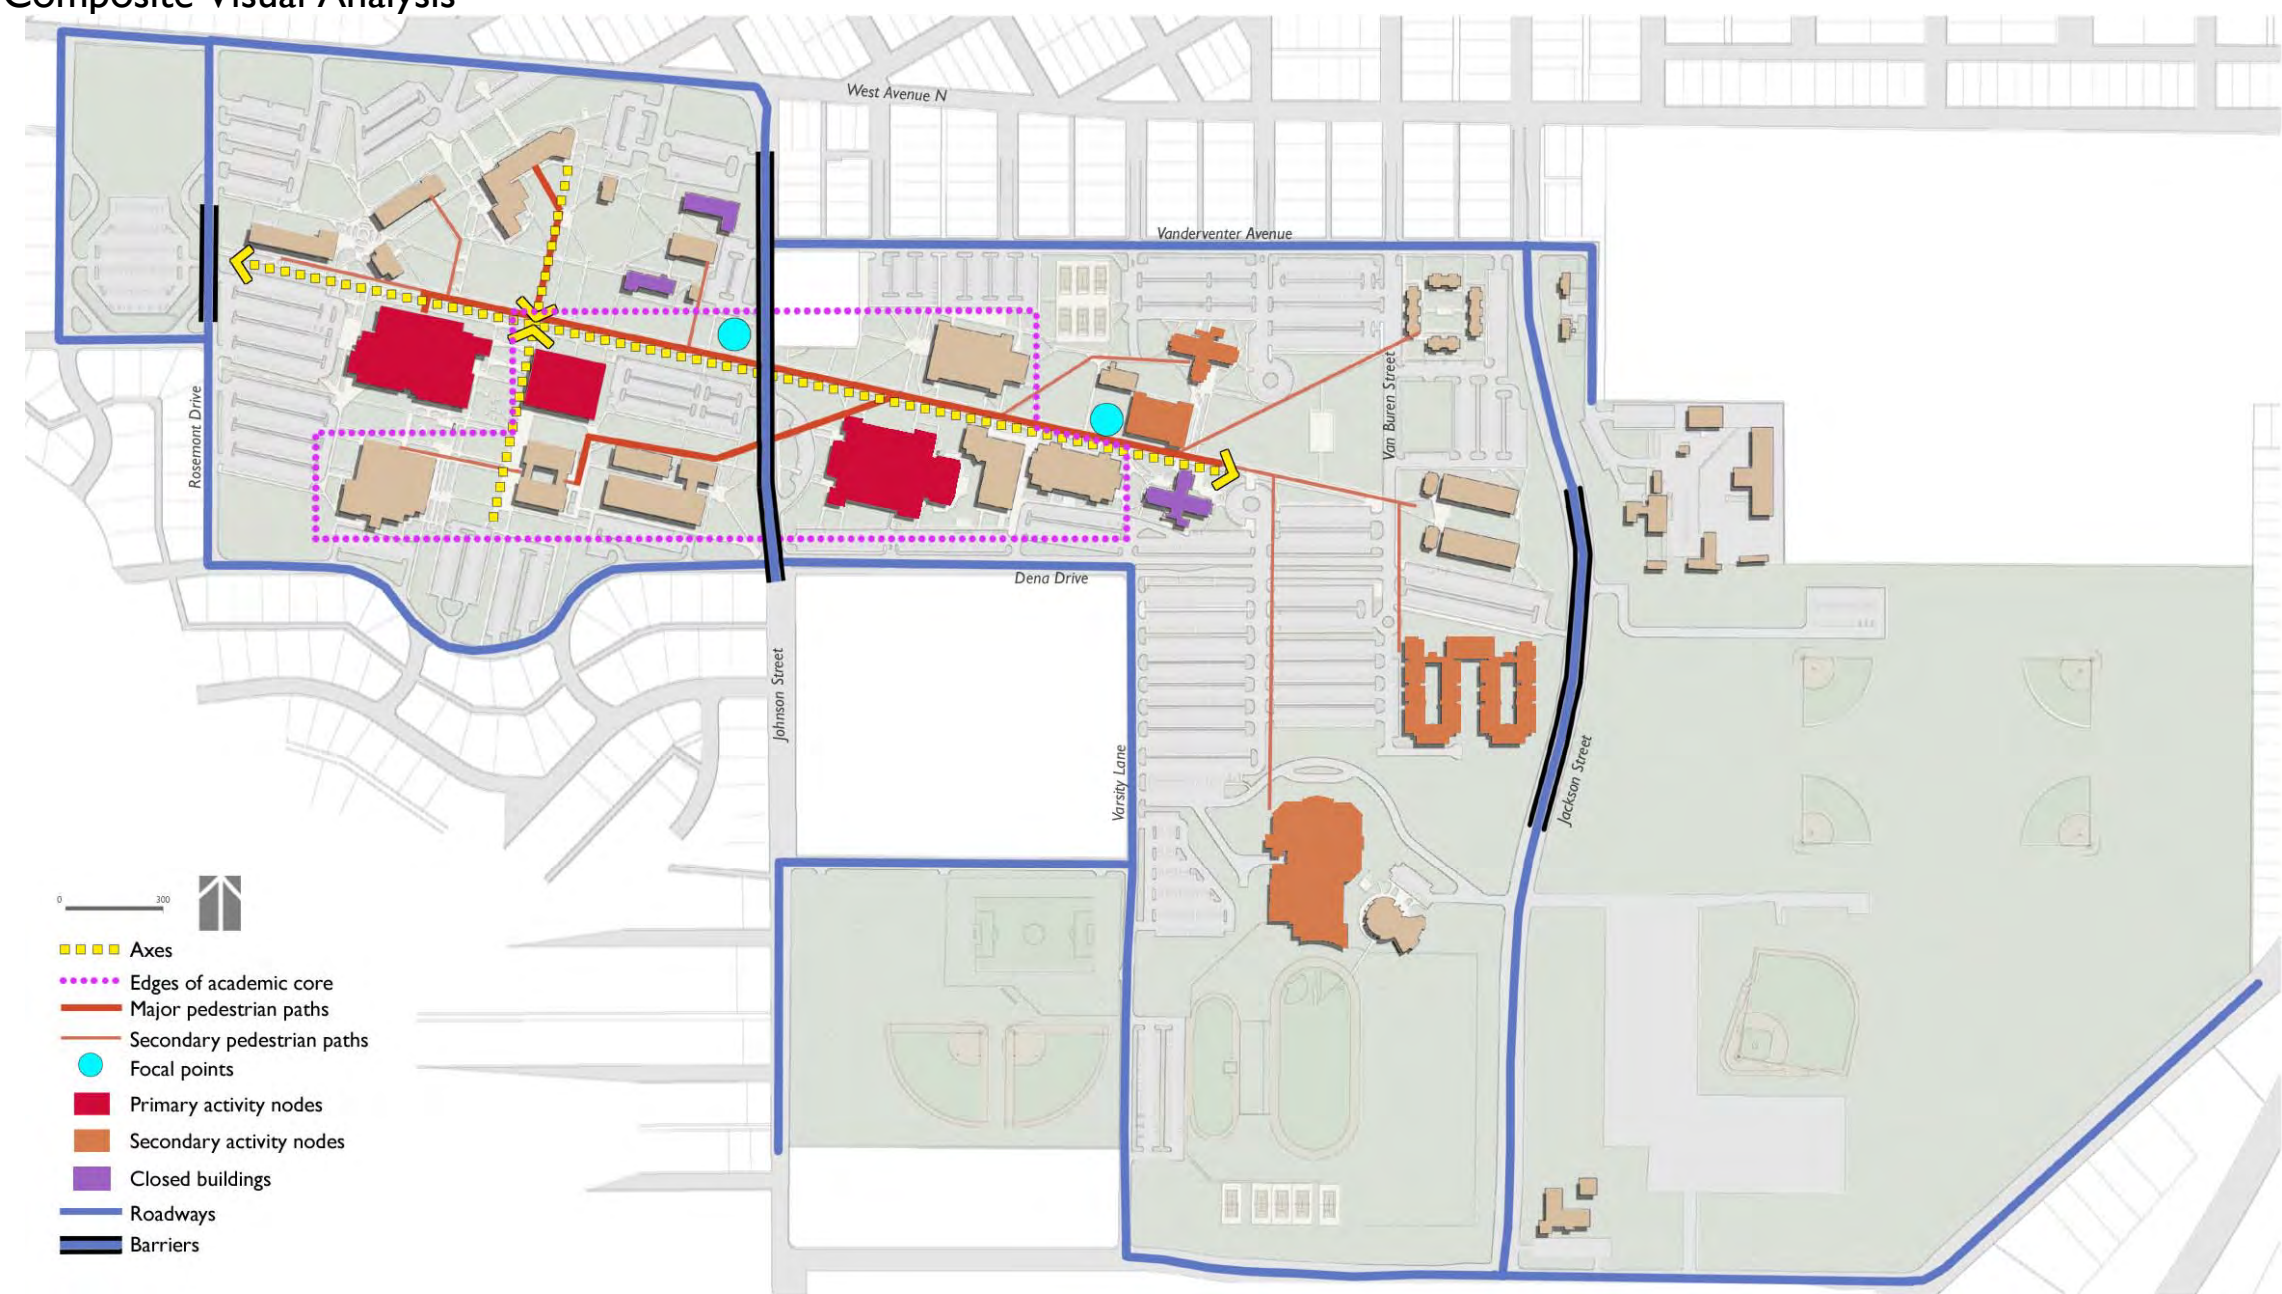 Composite Visual Analysis
West Avenue N
Vanderventer Avenue
Van Buren Street
Rosemont Drive
Dena Drive
Johnson Street
Varsity Lane
Jackson Street
0 300
Axes
Edges of academic core
Major pedestrian paths
Secondary pedestrian paths
Focal points
Primary activity nodes
Secondary activity nodes
Closed buildings
Roadways
Barriers